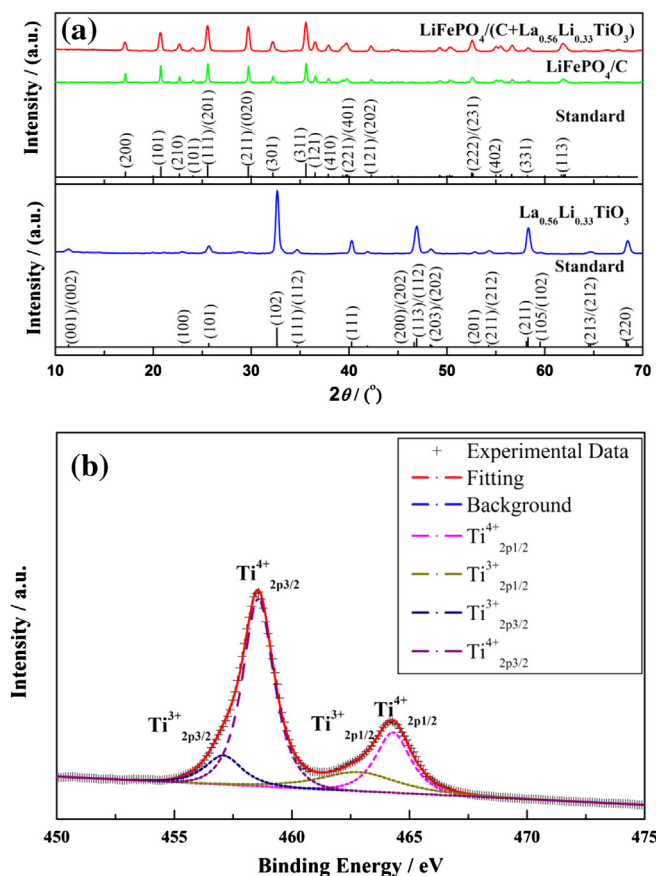 (a)
LiFePO4/(C+La0.56Li0.33TiO3)
LiFePO4/C
Standard
(200)
(101)
(210)
(101)
(111)/(201)
(211)/(020)
(301)
(311)
(121)
(410)
(221)/(401)
(121)/(202)
(222)/(231)
(402)
(331)
(113)
La0.56Li0.33TiO3
Standard
(001)/(002)
(100)
(101)
(102)
(111)/(112)
(111)
(200)/(202)
(113)/(112)
(203)/(202)
(201)
(211)/(212)
(211)
(105/(102)
(213/(212)
(220)
Intensity / (a.u.)
Intensity / (a.u.)
10 20 30 40 50 60 70
2θ / (°)
(b)
Experimental Data
Fitting
Background
Ti4+ 2p1/2
Ti3+ 2p1/2
Ti3+ 2p3/2
Ti4+ 2p3/2
Ti4+ 2p3/2
Ti3+ 2p3/2
Ti3+ 2p1/2
Ti4+ 2p1/2
Intensity / a.u.
450 455 460 465 470 475
Binding Energy / eV